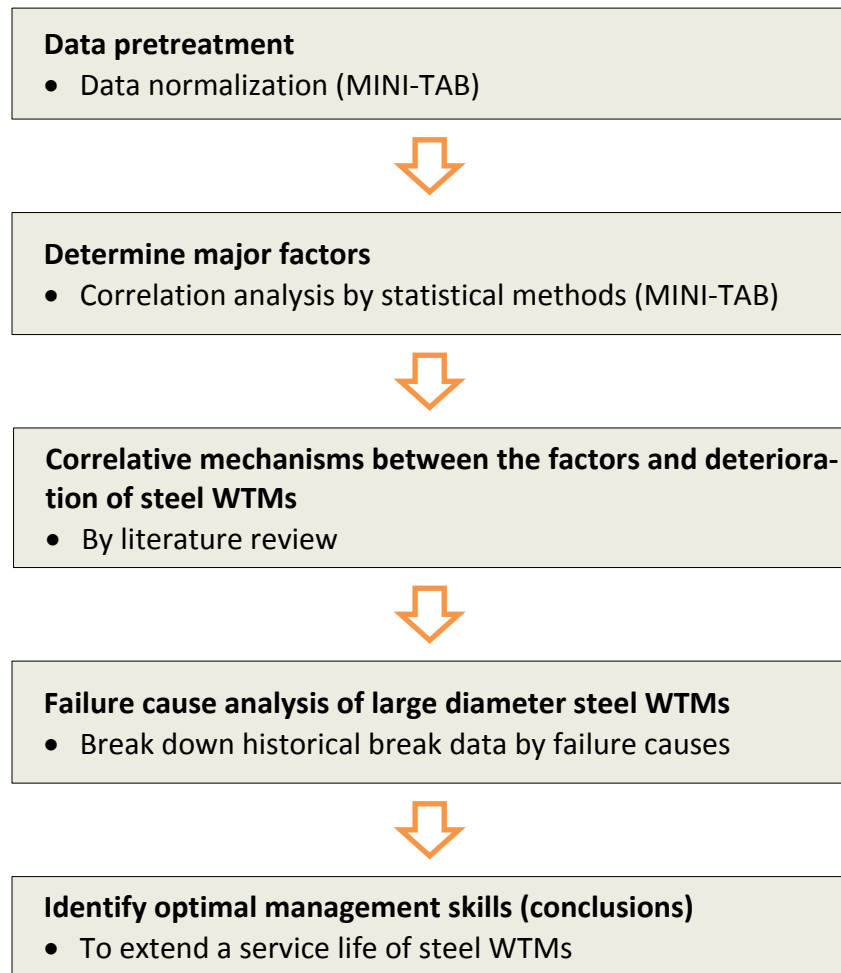 Data pretreatment
• Data normalization (MINI-TAB)
Determine major factors
• Correlation analysis by statistical methods (MINI-TAB)
Correlative mechanisms between the factors and deteriora-
tion of steel WTMs
• By literature review
Failure cause analysis of large diameter steel WTMs
• Break down historical break data by failure causes
Identify optimal management skills (conclusions)
• To extend a service life of steel WTMs